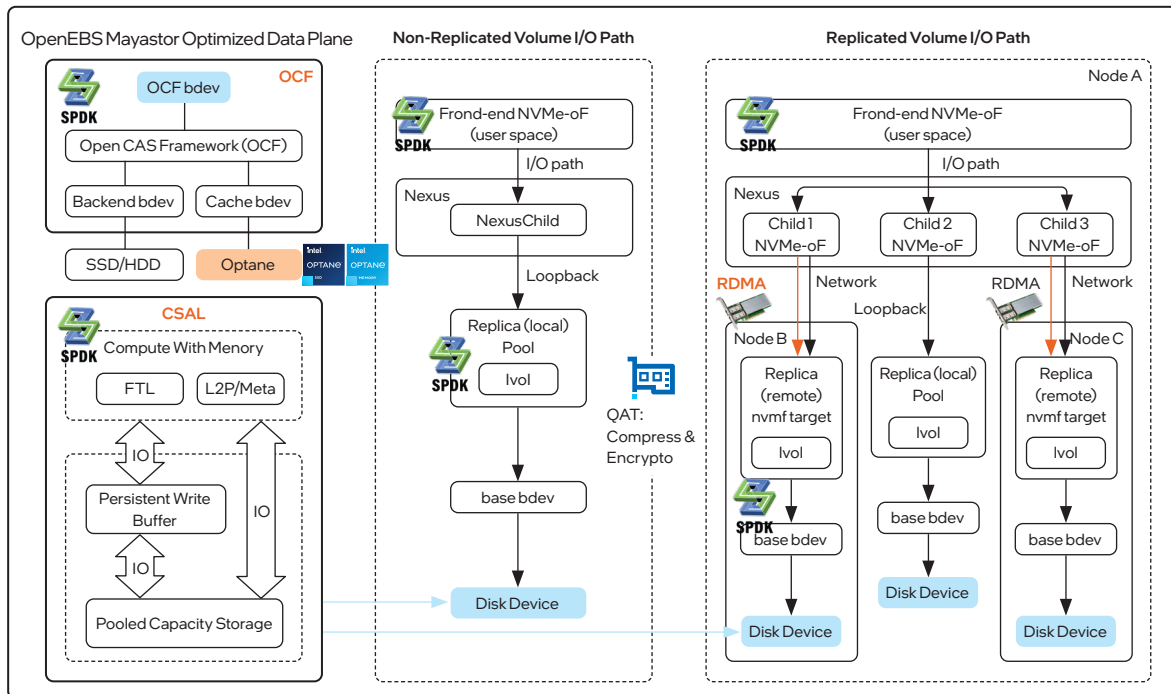 OpenEBS Mayastor Optimized Data Plane
OCF
SPDK
OCF bdev
Open CAS Framework (OCF)
Backend bdev
Cache bdev
SSD/HDD
Optane
intel
OPTANE
SSD
intel
OPTANE
MEMORY
CSAL
SPDK
Compute With Menory
FTL
L2P/Meta
IO
Persistent Write
Buffer
IO
IO
Pooled Capacity Storage
Non-Replicated Volume I/O Path
SPDK
Frond-end NVMe-oF
(user space)
I/O path
Nexus
NexusChild
Loopback
Replica (local)
Pool
SPDK
lvol
base bdev
Disk Device
QAT:
Compress &
Encrypto
Replicated Volume I/O Path
Node A
SPDK
Frond-end NVMe-oF
(user space)
I/O path
Nexus
Child 1
NVMe-oF
Child 2
NVMe-oF
Child 3
NVMe-oF
RDMA
Network
Loopback
RDMA
Network
Node B
Replica
(remote)
nvmf target
lvol
SPDK
base bdev
Disk Device
Replica (local)
Pool
lvol
base bdev
Disk Device
Node C
Replica
(remote)
nvmf target
lvol
base bdev
Disk Device